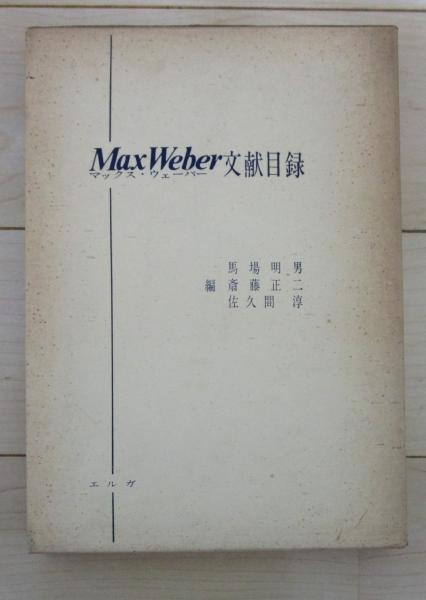 Max Weber文献目録
マックス・ウェーバー
馬場明男
編 斎藤正二
佐久間 淳
エルガ